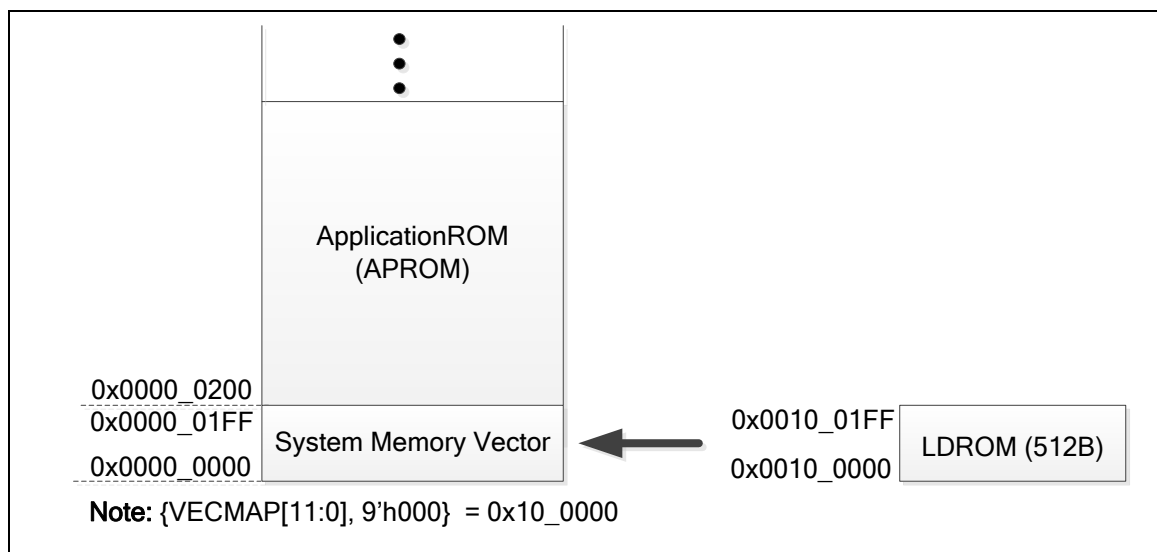 ApplicationROM
(APROM)
0x0000_0200
0x0000_01FF
System Memory Vector
0x0000_0000
0x0010_01FF
LDROM (512B)
0x0010_0000
Note: {VECMAP[11:0], 9'h000} = 0x10_0000